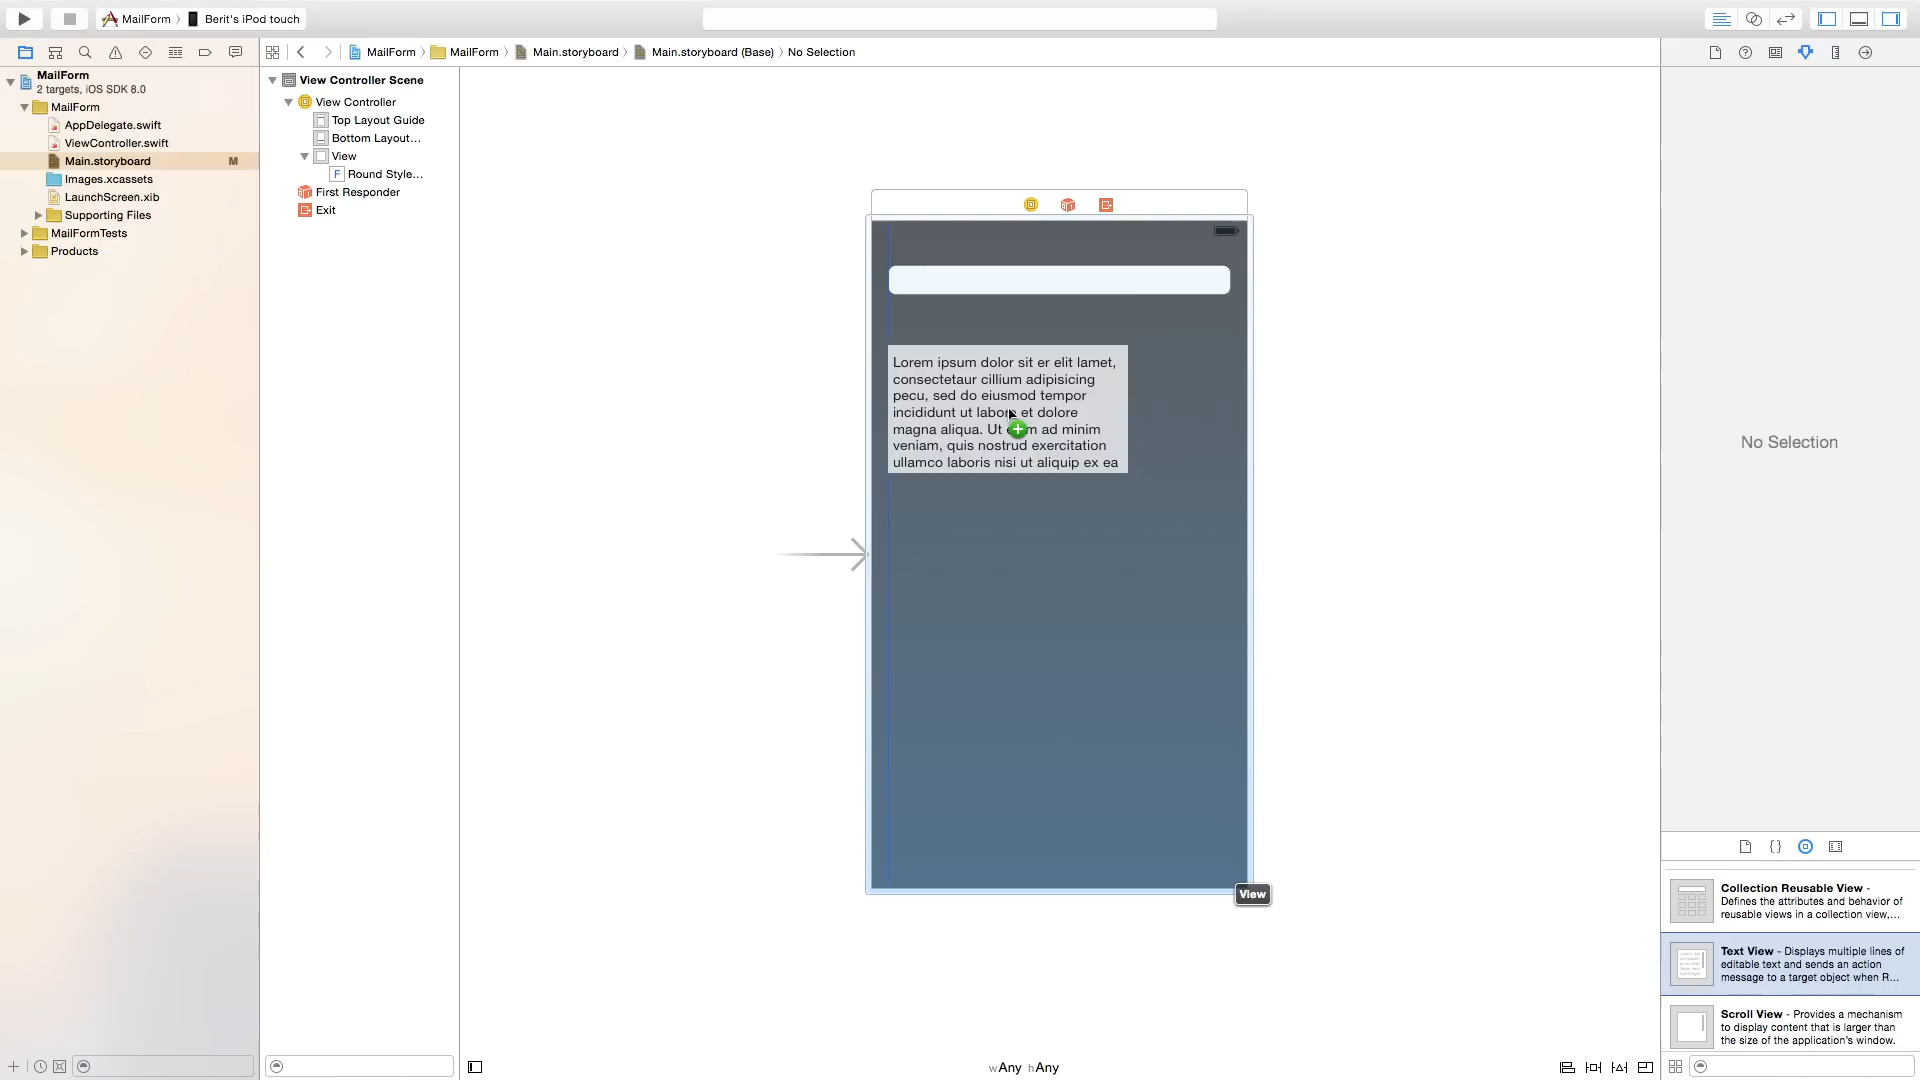 MailForm
Berit's iPod touch
MailForm
MailForm
Main.storyboard
Main.storyboard (Base)
No Selection
MailForm
2 targets, iOS SDK 8.0
MailForm
AppDelegate.swift
ViewController.swift
Main.storyboard
M
Images.xcassets
LaunchScreen.xib
Supporting Files
MailFormTests
Products
View Controller Scene
View Controller
Top Layout Guide
Bottom Layout...
View
F Round Style...
First Responder
Exit
Lorem ipsum dolor sit er elit lamet,
consectetaur cillium adipisicing
pecu, sed do eiusmod tempor
incididunt ut labore et dolore
magna aliqua. Ut ad minim
veniam, quis nostrud exercitation
ullamco laboris nisi ut aliquip ex ea
View
No Selection
Collection Reusable View -
Defines the attributes and behavior of
reusable views in a collection view,...
Text View - Displays multiple lines of
editable text and sends an action
message to a target object when R...
Scroll View - Provides a mechanism
to display content that is larger than
the size of the application's window.
wAny hAny